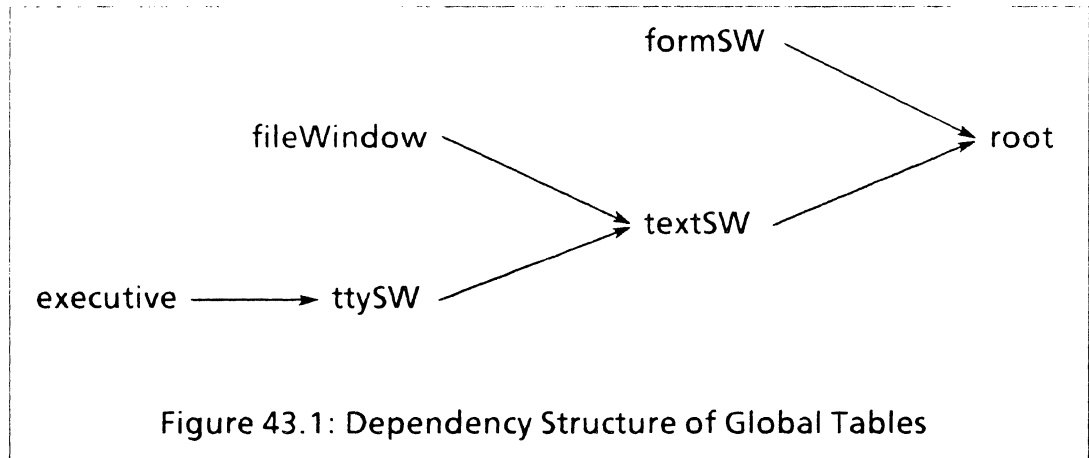 formSW
fileWindow
root
textSW
executive
ttySW
Figure 43.1: Dependency Structure of Global Tables